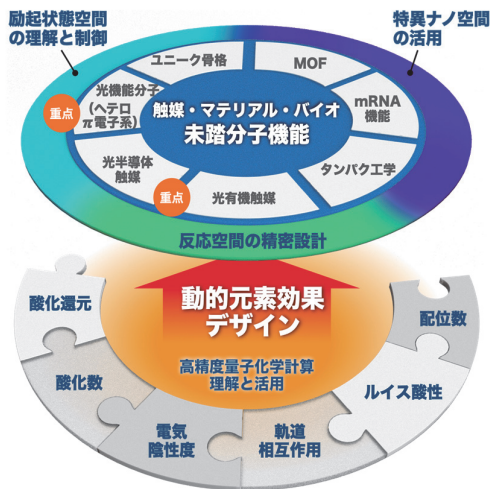 励起状態空間
の理解と制御
特異ナノ空間
の活用
ユニーク骨格
MOF
光機能分子
（ヘテロ
π電子系）
重点
触媒・マテリアル・バイオ
未踏分子機能
mRNA
機能
光半導体
触媒
重点
光有機触媒
タンパク工学
反応空間の精密設計
動的元素効果
デザイン
高精度量子化学計算
理解と活用
酸化還元
酸化数
電気
陰性度
軌道
相互作用
ルイス酸性
配位数